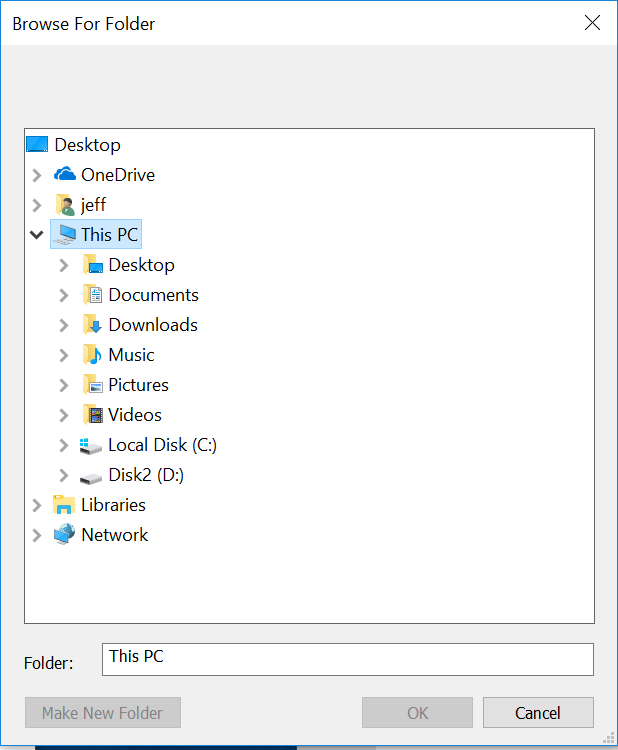 Browse For Folder
Desktop
OneDrive
jeff
This PC
Desktop
Documents
Downloads
Music
Pictures
Videos
Local Disk (C:)
Disk2 (D:)
Libraries
Network
Folder: This PC
Make New Folder OK Cancel